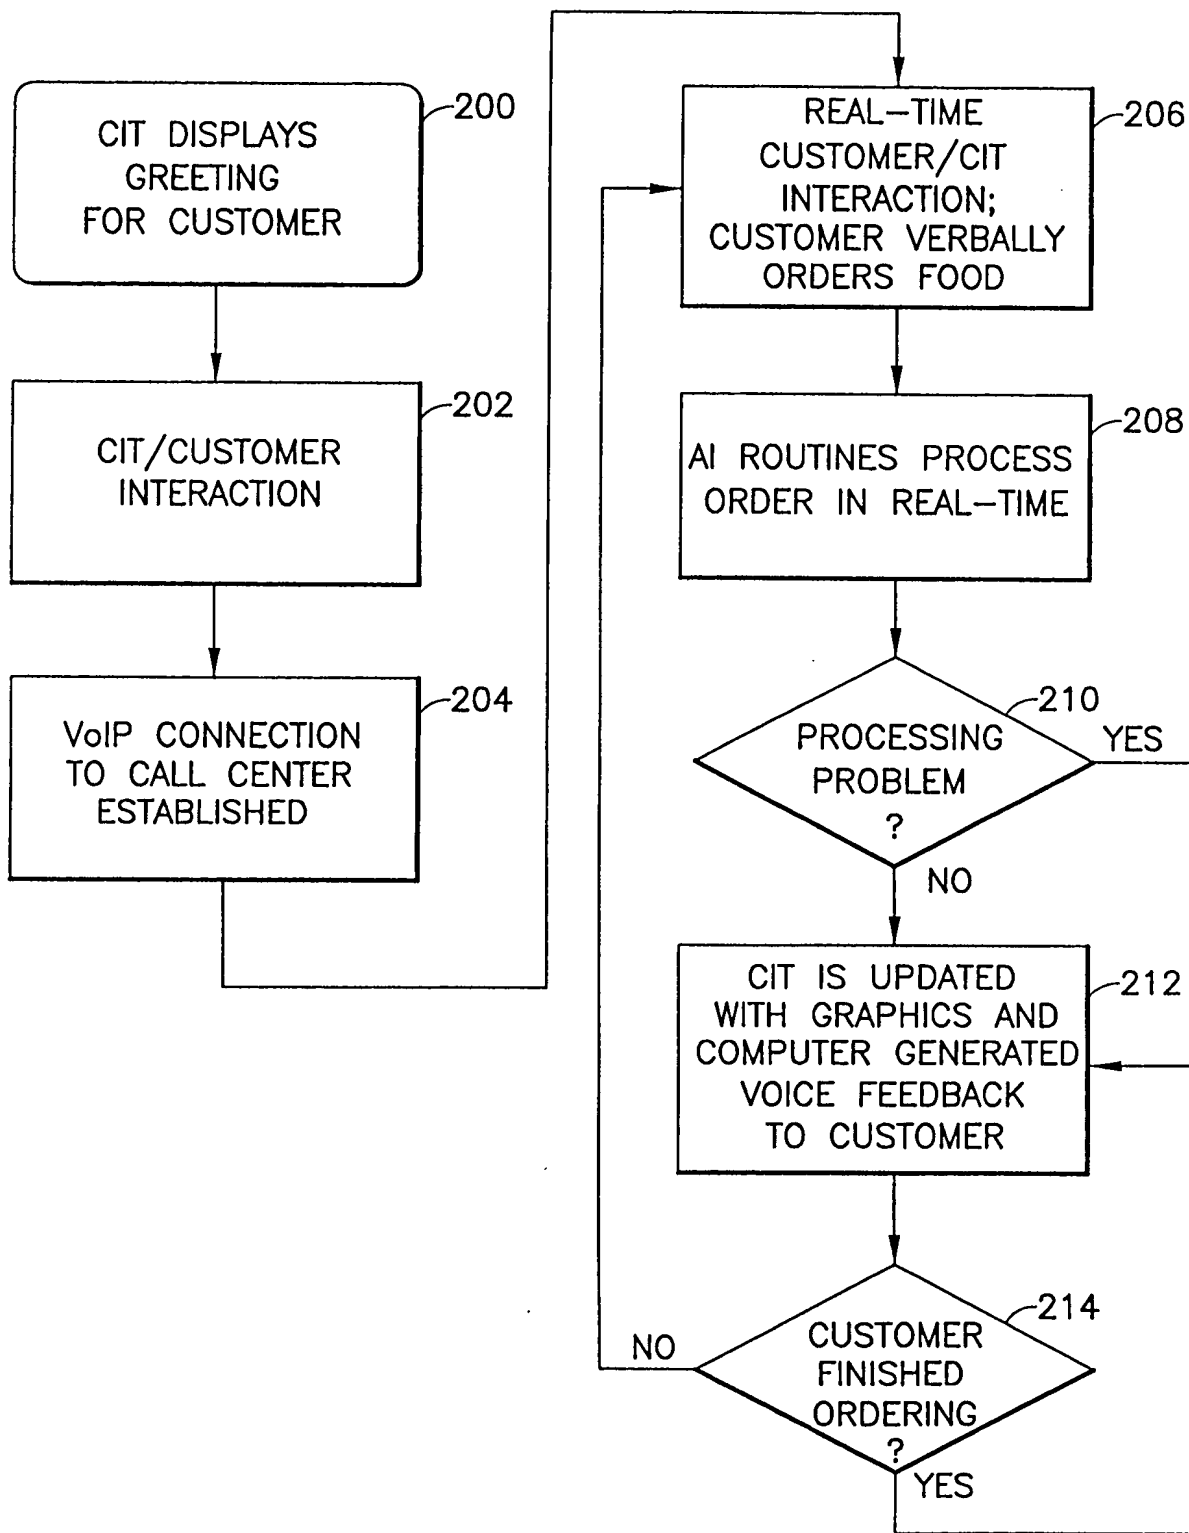 CIT DISPLAYS
GREETING
FOR CUSTOMER
200
CIT/CUSTOMER
INTERACTION
202
VoIP CONNECTION
TO CALL CENTER
ESTABLISHED
204
REAL-TIME
CUSTOMER/CIT
INTERACTION;
CUSTOMER VERBALLY
ORDERS FOOD
206
AI ROUTINES PROCESS
ORDER IN REAL-TIME
208
PROCESSING
PROBLEM
?
210
YES
NO
CIT IS UPDATED
WITH GRAPHICS AND
COMPUTER GENERATED
VOICE FEEDBACK
TO CUSTOMER
212
CUSTOMER
FINISHED
ORDERING
?
214
NO
YES